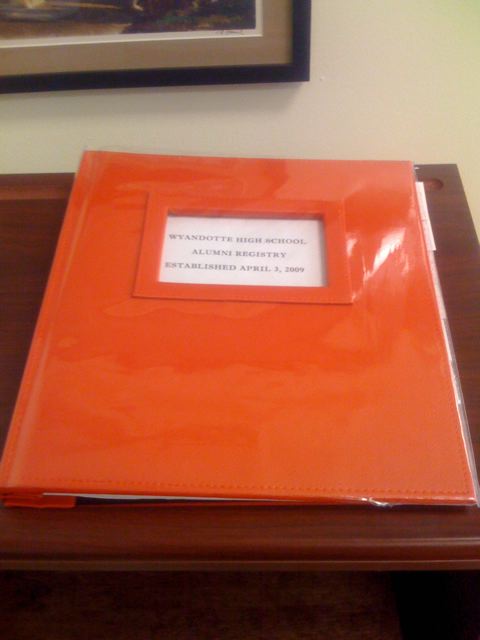 WYANDOTTE HIGH SCHOOL
ALUMNI REGISTRY
ESTABLISHED APRIL 3, 2009